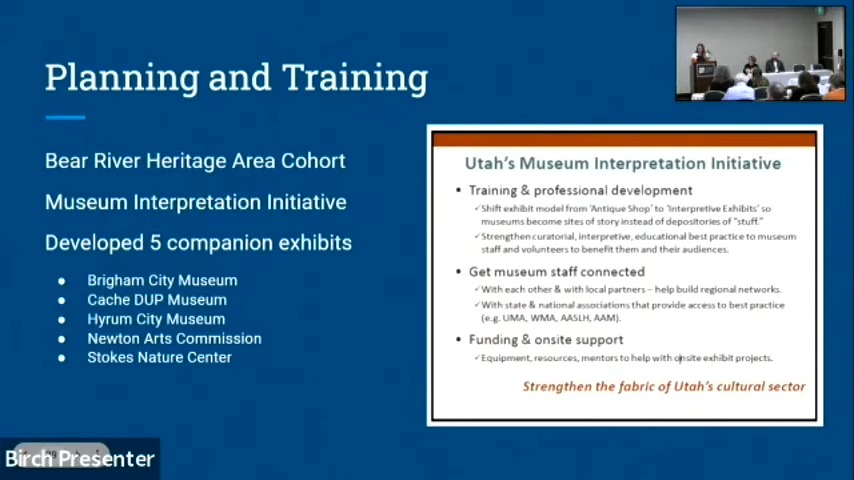 Planning and Training
Bear River Heritage Area Cohort
Museum Interpretation Initiative
Developed 5 companion exhibits
● Brigham City Museum
● Cache DUP Museum
● Hyrum City Museum
● Newton Arts Commission
● Stokes Nature Center
Utah's Museum Interpretation Initiative
• Training & professional development
✓Shift exhibit model from 'Antique Shop' to 'Interpretive Exhibits' so
museums become sites of story instead of depositories of "stuff."
✓Strengthen curatorial, interpretive, educational best practice to museum
staff and volunteers to benefit them and their audiences.
• Get museum staff connected
✓With each other & with local partners – help build regional networks.
✓With state & national associations that provide access to best practice
(e.g. UMA, WMA, AASLH, AAM).
• Funding & onsite support
✓Equipment, resources, mentors to help with onsite exhibit projects.
Strengthen the fabric of Utah's cultural sector
Birch Presenter